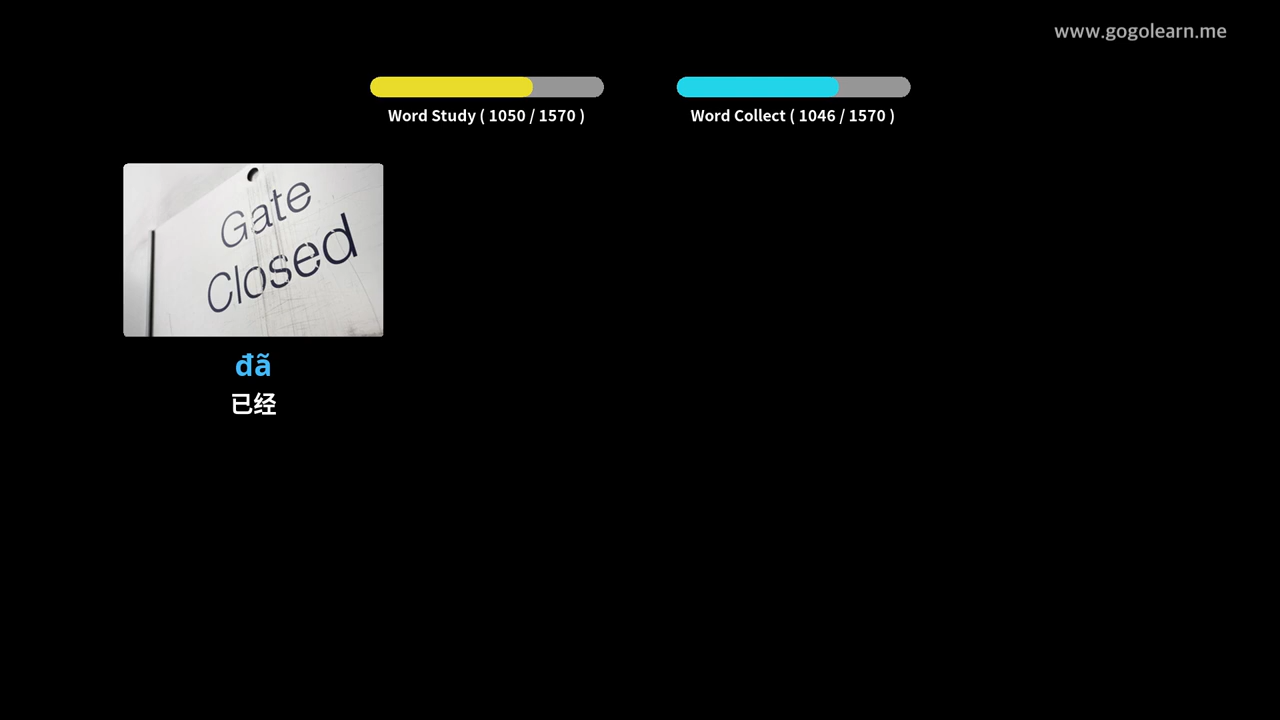 www.gogolearn.me
Word Study ( 1050 / 1570 )
Word Collect ( 1046 / 1570 )
Gate
Closed
đã
已经